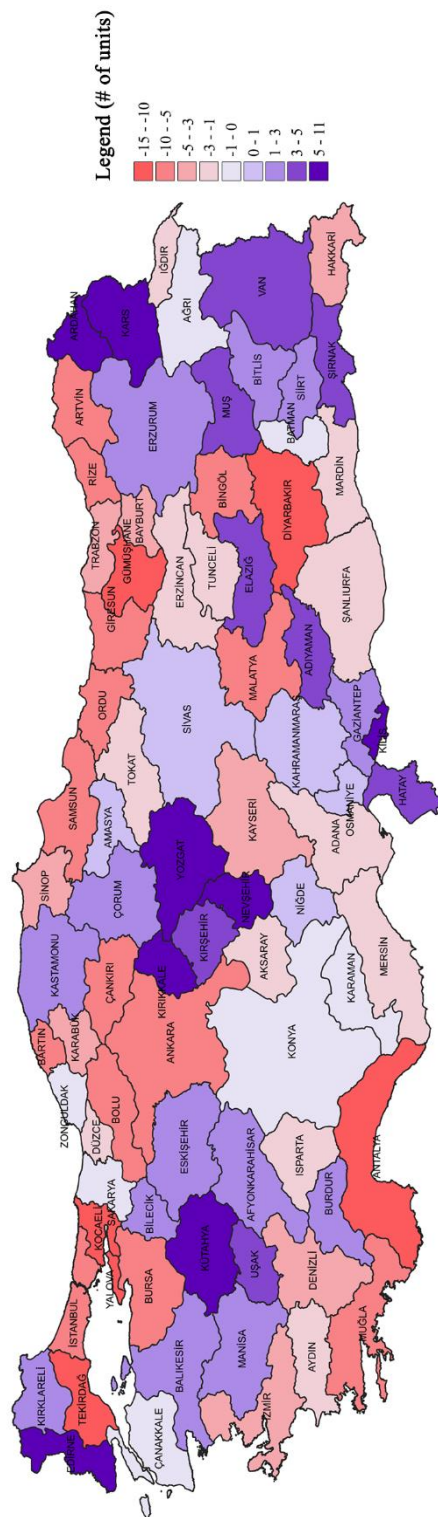 Legend (# of units)
-15 - -10
-10 - -5
-5 - -3
-3 - -1
-1 - 0
0 - 1
1 - 3
3 - 5
5 - 11
KIRKLARELİ
EDİRNE
TEKİRDAĞ
İSTANBUL
KOCAELİ
YALOVA
SAKARYA
DÜZCE
ZONGULDAK
BARTIN
KARABÜK
KASTAMONU
SİNOP
SAMSUN
ORDU
GİRESUN
TRABZON
GÜMÜŞHANE
BAYBURT
RİZE
ARTVİN
ARDAHAN
KARS
IĞDIR
AĞRI
ÇANAKKALE
BALIKESİR
BURSA
BİLECİK
BOLU
ÇANKIRI
ÇORUM
AMASYA
TOKAT
SİVAS
ERZİNCAN
TUNCELİ
ERZURUM
KÜTAHYA
ESKİŞEHİR
ANKARA
KIRIKKALE
YOZGAT
KIRŞEHİR
NEVŞEHİR
KAYSERİ
MALATYA
ELAZIĞ
BİNGÖL
MUŞ
BİTLİS
VAN
MANİSA
UŞAK
AFYONKARAHİSAR
İZMİR
AYDIN
DENİZLİ
ISPARTA
BURDUR
MUĞLA
ANTALYA
KONYA
AKSARAY
NİĞDE
KARAMAN
MERSİN
ADANA
OSMANİYE
KAHRAMANMARAŞ
ADIYAMAN
DİYARBAKIR
BATMAN
SİİRT
ŞIRNAK
HAKKARİ
MARDİN
ŞANLIURFA
GAZİANTEP
KİLİS
HATAY